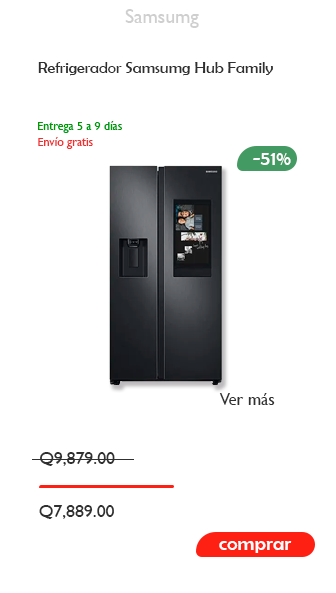 Samsumg
Refrigerador Samsumg Hub Family
Entrega 5 a 9 días
Envío gratis
-51%
SAMSUNG
Ver más
Q9,879.00
Q7,889.00
comprar